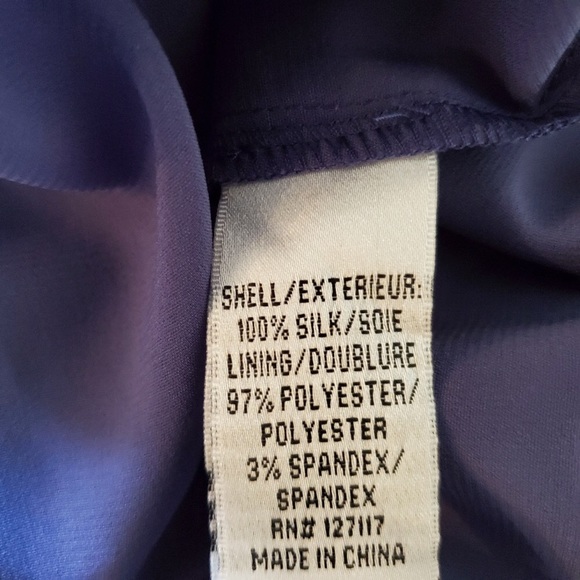 SHELL/EXTERIEUR:
100% SILK/SOIE
LINING/DOUBLURE
97% POLYESTER/
POLYESTER
3% SPANDEX/
SPANDEX
RN# 127117
MADE IN CHINA